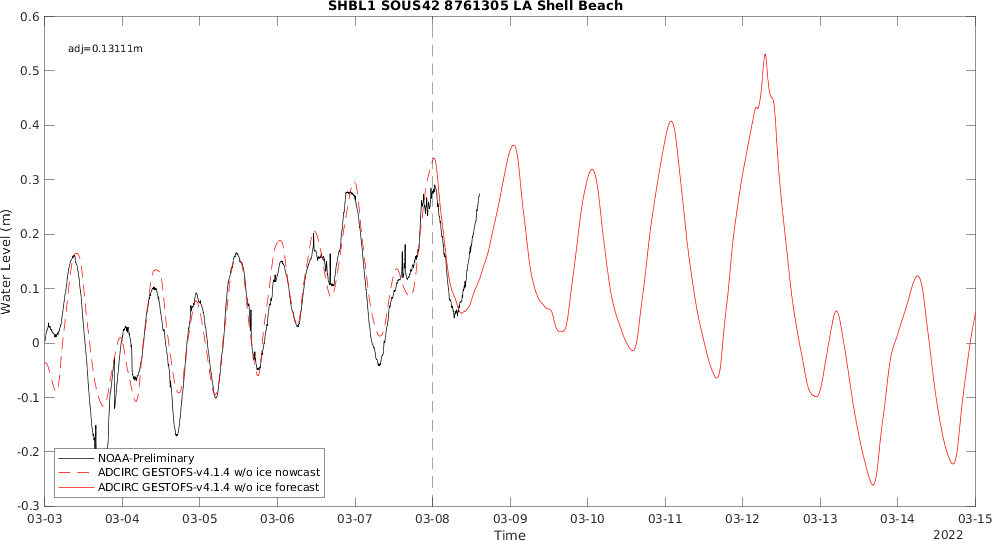 SHBL1 SOUS42 8761305 LA Shell Beach
0.6
adj=0.13111m
0.5
0.4
0.3
0.2
0.1
0
-0.1
-0.2
-0.3
Water Level (m)
NOAA-Preliminary
ADCIRC GESTOFS-v4.1.4 w/o ice nowcast
ADCIRC GESTOFS-v4.1.4 w/o ice forecast
03-03 03-04 03-05 03-06 03-07 03-08 03-09 03-10 03-11 03-12 03-13 03-14 03-15
Time
2022